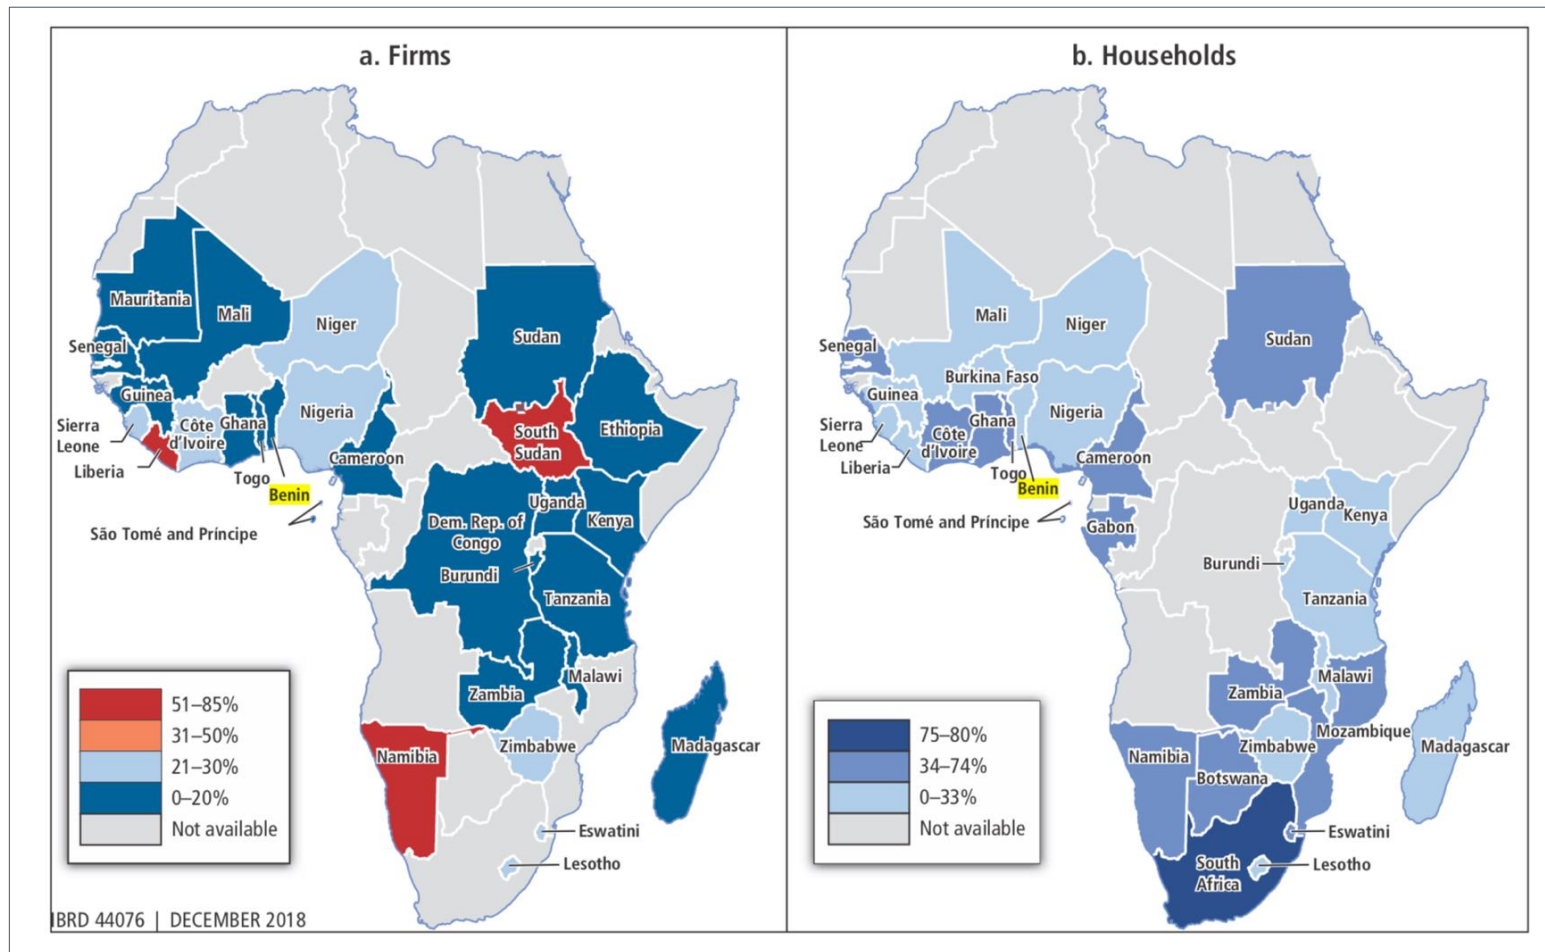 a. Firms
Mauritania
Mali
Niger
Sudan
Senegal
Guinea
Sierra
Leone
Liberia
Côte
d’Ivoire
Ghana
Togo
Benin
Nigeria
Cameroon
South
Sudan
Ethiopia
São Tomé and Príncipe
Dem. Rep. of
Congo
Uganda
Kenya
Burundi
Tanzania
Zambia
Malawi
Namibia
Zimbabwe
Madagascar
Eswatini
Lesotho
51–85%
31–50%
21–30%
0–20%
Not available
IBRD 44076 | DECEMBER 2018
b. Households
Mali
Niger
Sudan
Senegal
Guinea
Burkina Faso
Sierra
Leone
Liberia
Côte
d’Ivoire
Ghana
Togo
Benin
Nigeria
Cameroon
São Tomé and Príncipe
Gabon
Uganda
Kenya
Burundi
Tanzania
Zambia
Malawi
Mozambique
Namibia
Zimbabwe
Botswana
Madagascar
Eswatini
Lesotho
South
Africa
75–80%
34–74%
0–33%
Not available